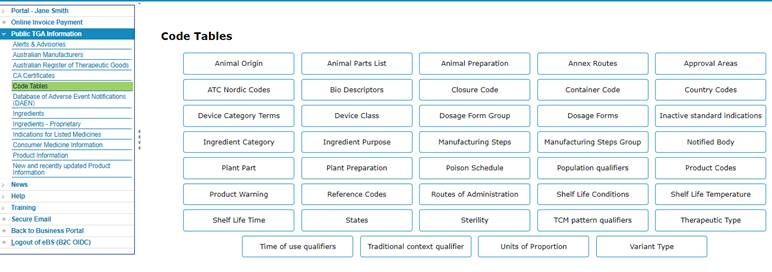 Portal - Jane Smith
Online Invoice Payment
Public TGA Information
Alerts & Advisories
Australian Manufacturers
Australian Register of Therapeutic Goods
CA Certificates
Code Tables
Database of Adverse Event Notifications
(DAEN)
Ingredients
Ingredients - Proprietary
Indications for Listed Medicines
Consumer Medicine Information
Product Information
New and recently updated Product
Information
News
Help
Training
Secure Email
Back to Business Portal
Logout of eBS (B2C OIDC)
Code Tables
Animal Origin Animal Parts List Animal Preparation Annex Routes Approval Areas
ATC Nordic Codes Bio Descriptors Closure Code Container Code Country Codes
Device Category Terms Device Class Dosage Form Group Dosage Forms Inactive standard indications
Ingredient Category Ingredient Purpose Manufacturing Steps Manufacturing Steps Group Notified Body
Plant Part Plant Preparation Poison Schedule Population qualifiers Product Codes
Product Warning Reference Codes Routes of Administration Shelf Life Conditions Shelf Life Temperature
Shelf Life Time States Sterility TCM pattern qualifiers Therapeutic Type
Time of use qualifiers Traditional context qualifier Units of Proportion Variant Type